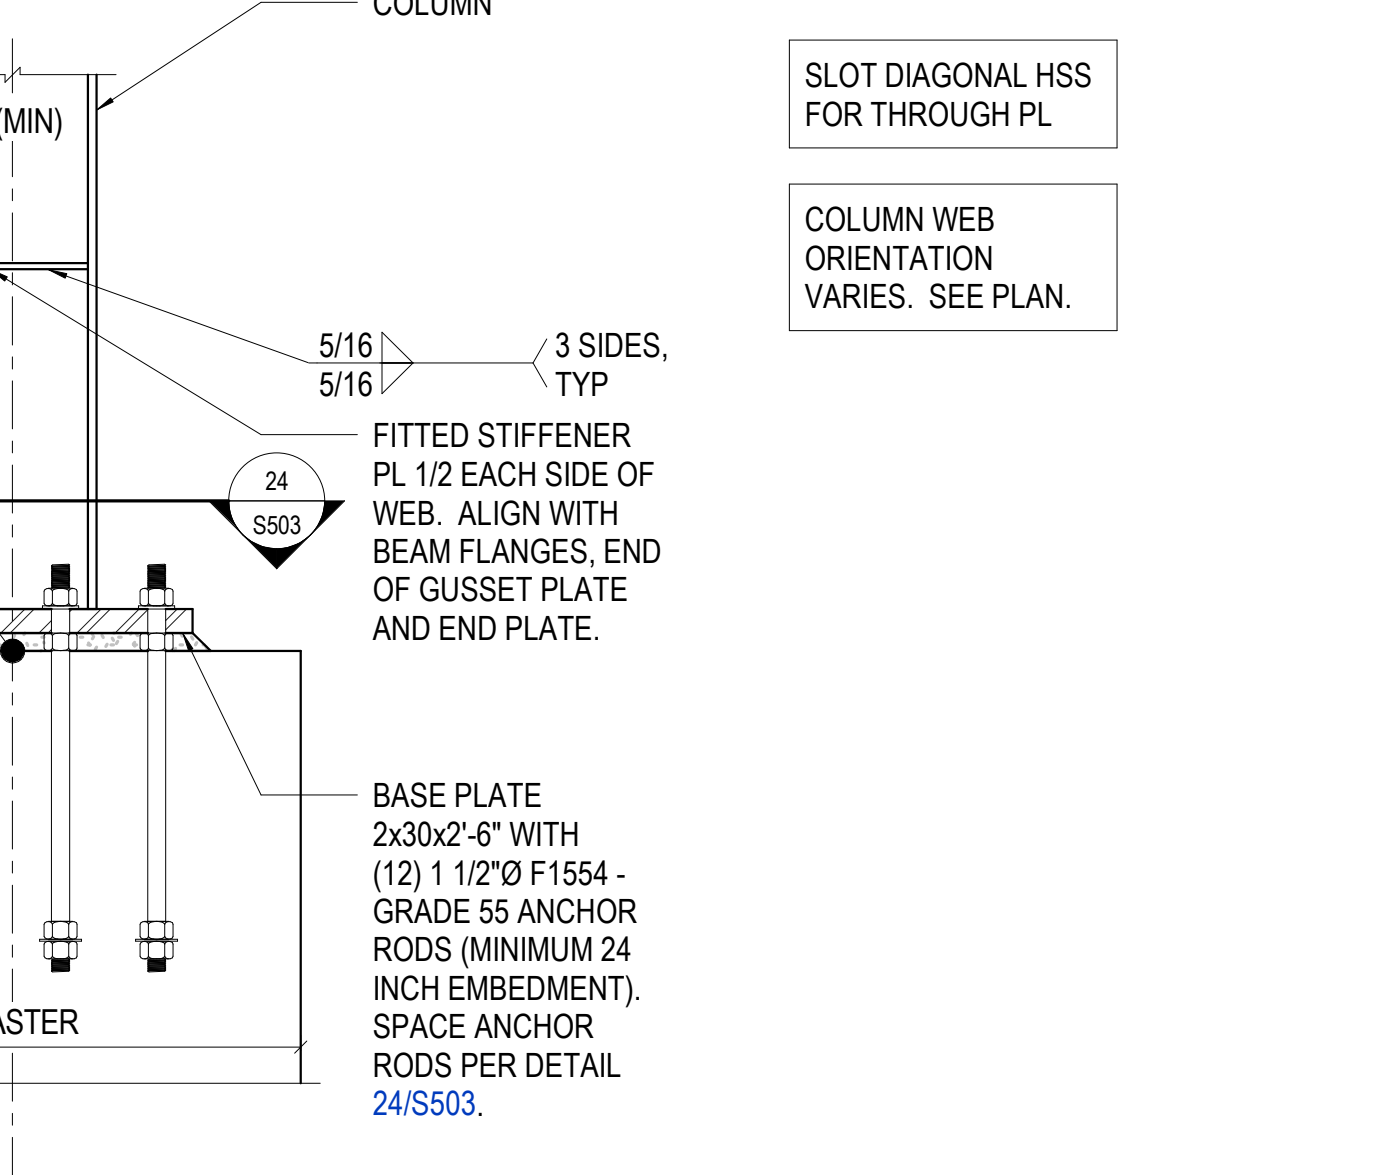 COLUMN
(MIN)
SLOT DIAGONAL HSS
FOR THROUGH PL
COLUMN WEB
ORIENTATION
VARIES.  SEE PLAN.
5/16
5/16
3 SIDES,
TYP
FITTED STIFFENER
PL 1/2 EACH SIDE OF
WEB.  ALIGN WITH
BEAM FLANGES, END
OF GUSSET PLATE
AND END PLATE.
24
S503
BASE PLATE
2x30x2'-6" WITH
(12) 1 1/2"Ø F1554 -
GRADE 55 ANCHOR
RODS (MINIMUM 24
INCH EMBEDMENT).
SPACE ANCHOR
RODS PER DETAIL
24/S503.
ASTER